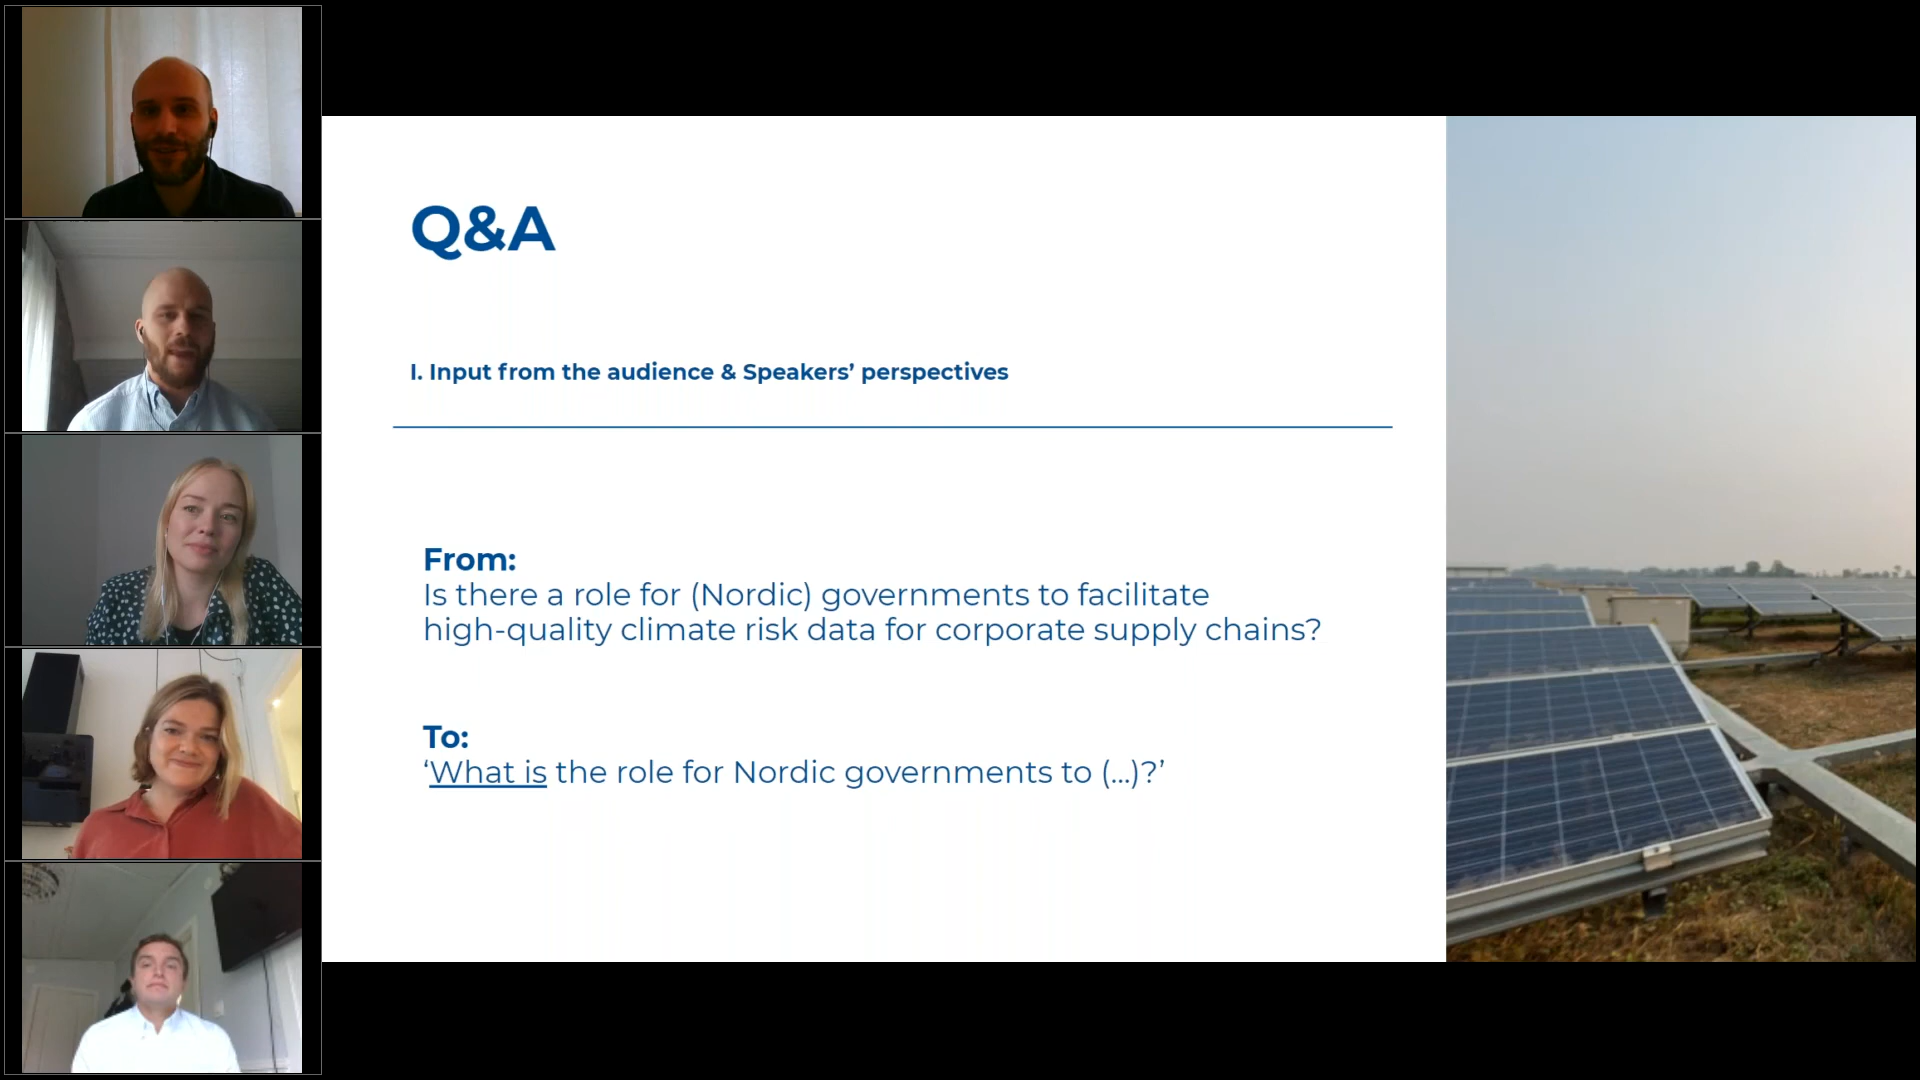 Q&A
I. Input from the audience & Speakers’ perspectives
From:
Is there a role for (Nordic) governments to facilitate
high-quality climate risk data for corporate supply chains?
To:
‘What is the role for Nordic governments to (...)?’